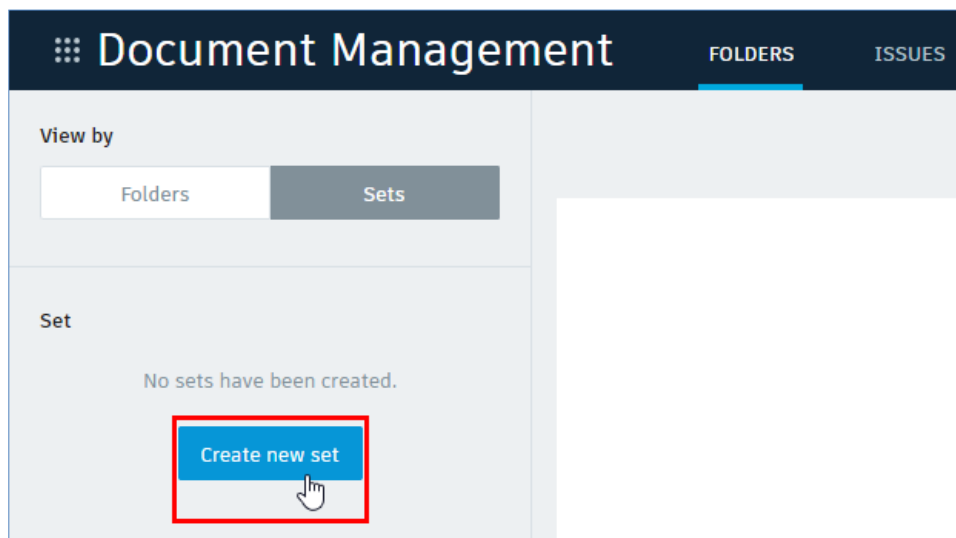 Document Management FOLDERS ISSUES
View by
Folders Sets
Set
No sets have been created.
Create new set